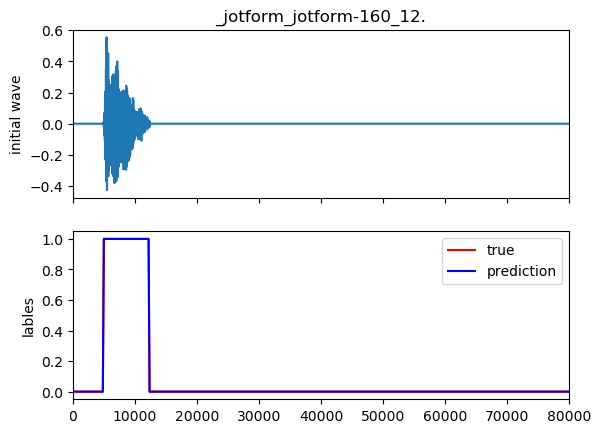 _jotform_jotform-160_12.
0.6
0.4
0.2
0.0
−0.2
−0.4
initial wave
1.0
0.8
0.6
0.4
0.2
0.0
lables
true
prediction
0 10000 20000 30000 40000 50000 60000 70000 80000